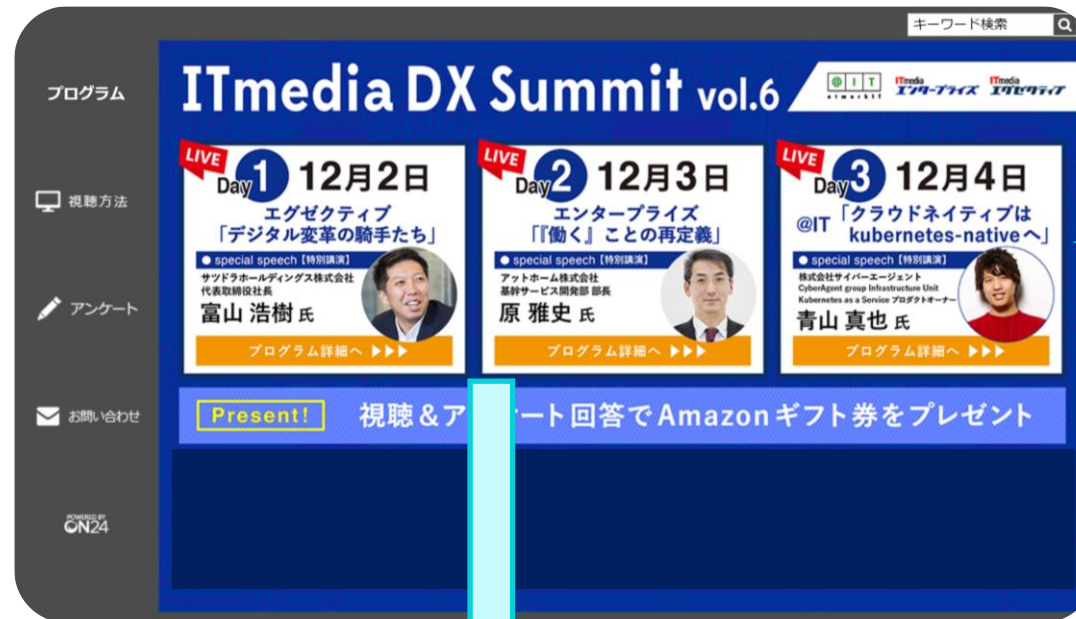 キーワード検索
プログラム
視聴方法
アンケート
お問い合わせ
POWERED BY
ON24
ITmedia DX Summit vol.6
@IT
atmarkIT
ITmedia
エンタープライズ
ITmedia
エグゼクティブ
LIVE
Day1 12月2日
エグゼクティブ
「デジタル変革の騎手たち」
● special speech【特別講演】
サツドラホールディングス株式会社
代表取締役社長
富山 浩樹 氏
プログラム詳細へ ▶▶▶
LIVE
Day2 12月3日
エンタープライズ
「『働く』ことの再定義」
● special speech【特別講演】
アットホーム株式会社
基幹サービス開発部 部長
原 雅史 氏
プログラム詳細へ ▶▶▶
LIVE
Day3 12月4日
@IT「クラウドネイティブは
kubernetes-nativeへ」
● special speech【特別講演】
株式会社サイバーエージェント
CyberAgent group Infrastructure Unit
Kubernetes as a Service プロダクトオーナー
青山 真也 氏
プログラム詳細へ ▶▶▶
Present!
視聴&ア ート回答でAmazonギフト券をプレゼント